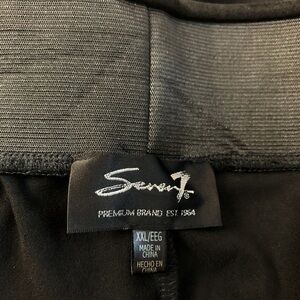 Seven7
PREMIUM BRAND EST. 1964
XXL/EEG
MADE IN
CHINA
HECHO EN
CHINA